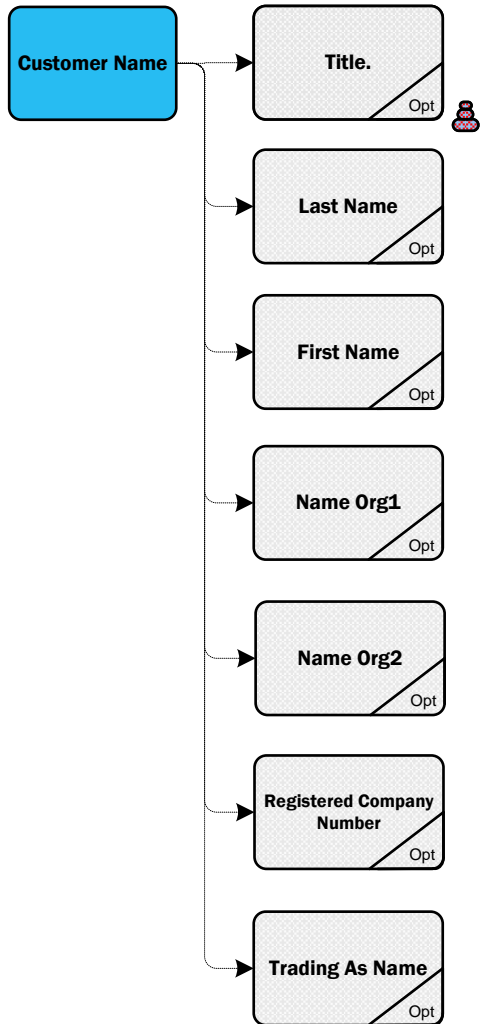 Customer Name
Title.
Opt
Last Name
Opt
First Name
Opt
Name Org1
Opt
Name Org2
Opt
Registered Company
Number
Opt
Trading As Name
Opt